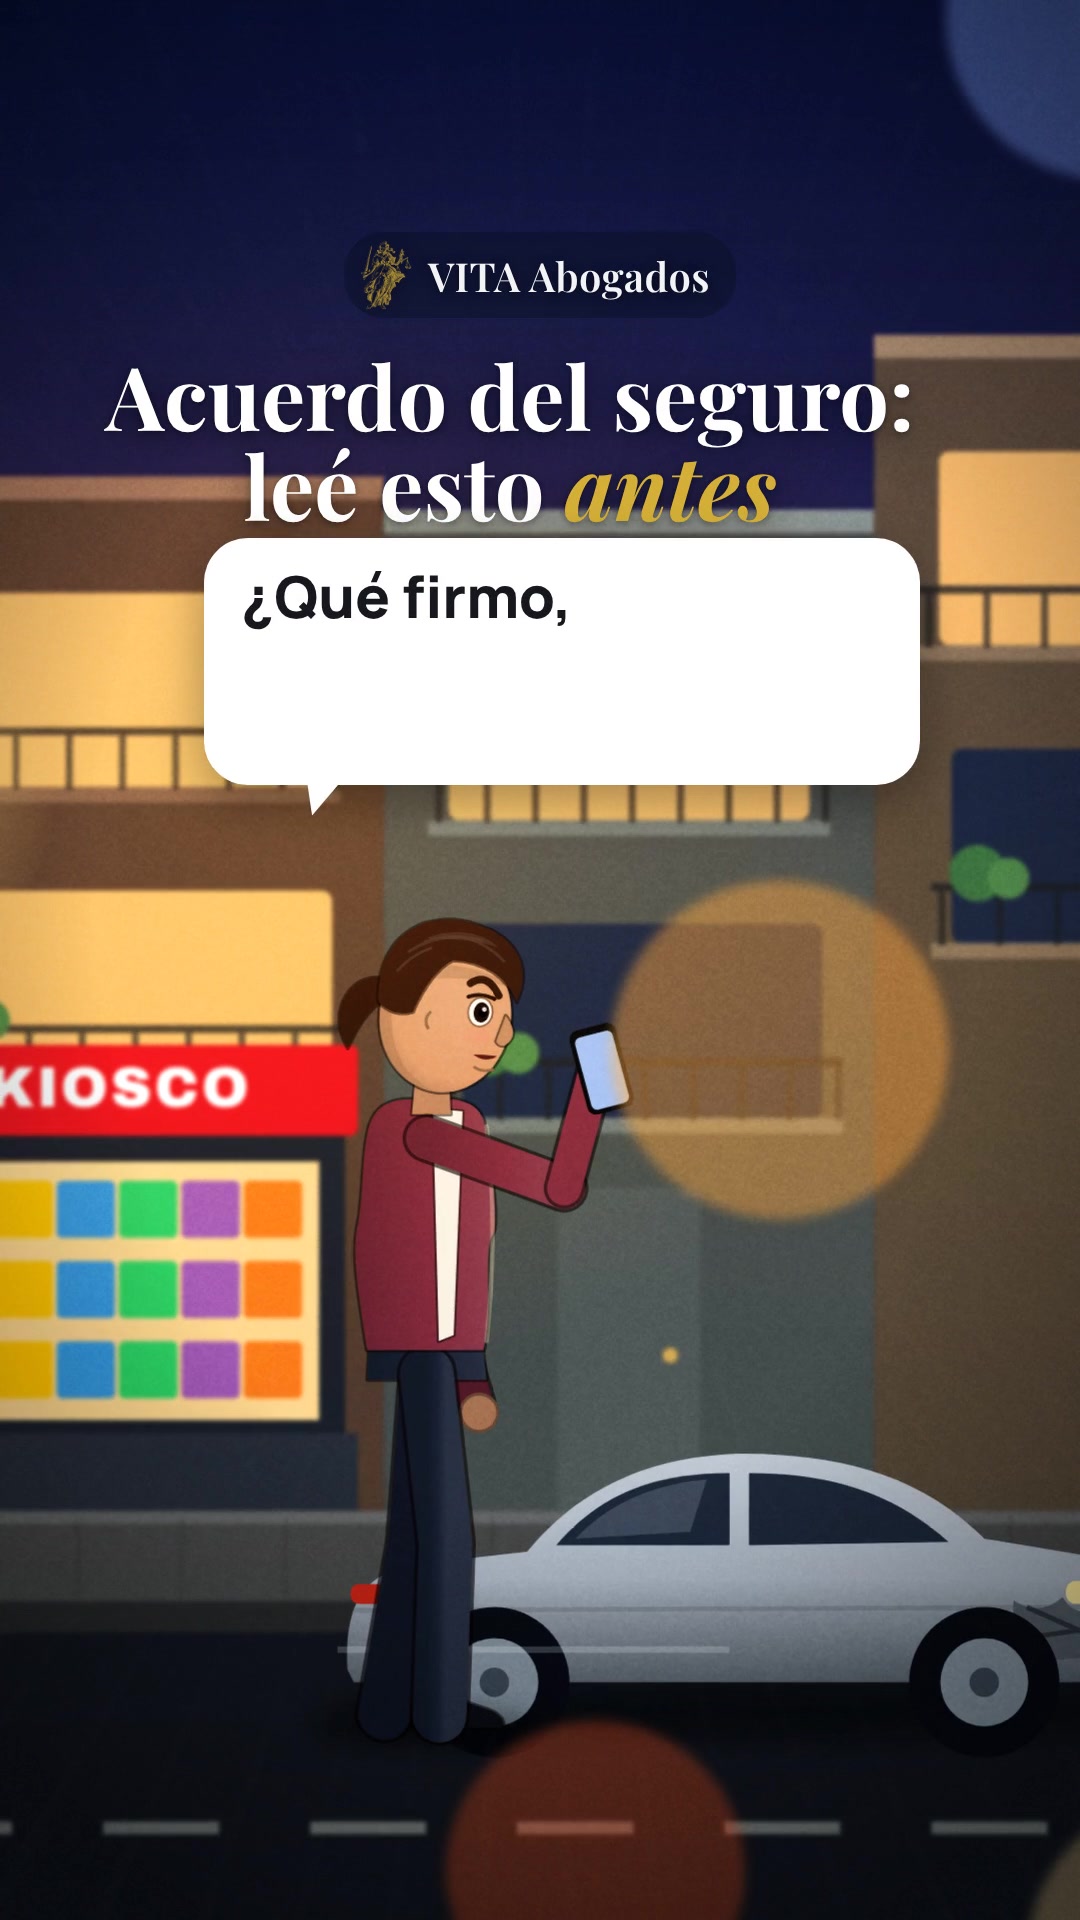 VITA Abogados
Acuerdo del seguro:
leé esto antes
¿Qué firmo,
KIOSCO